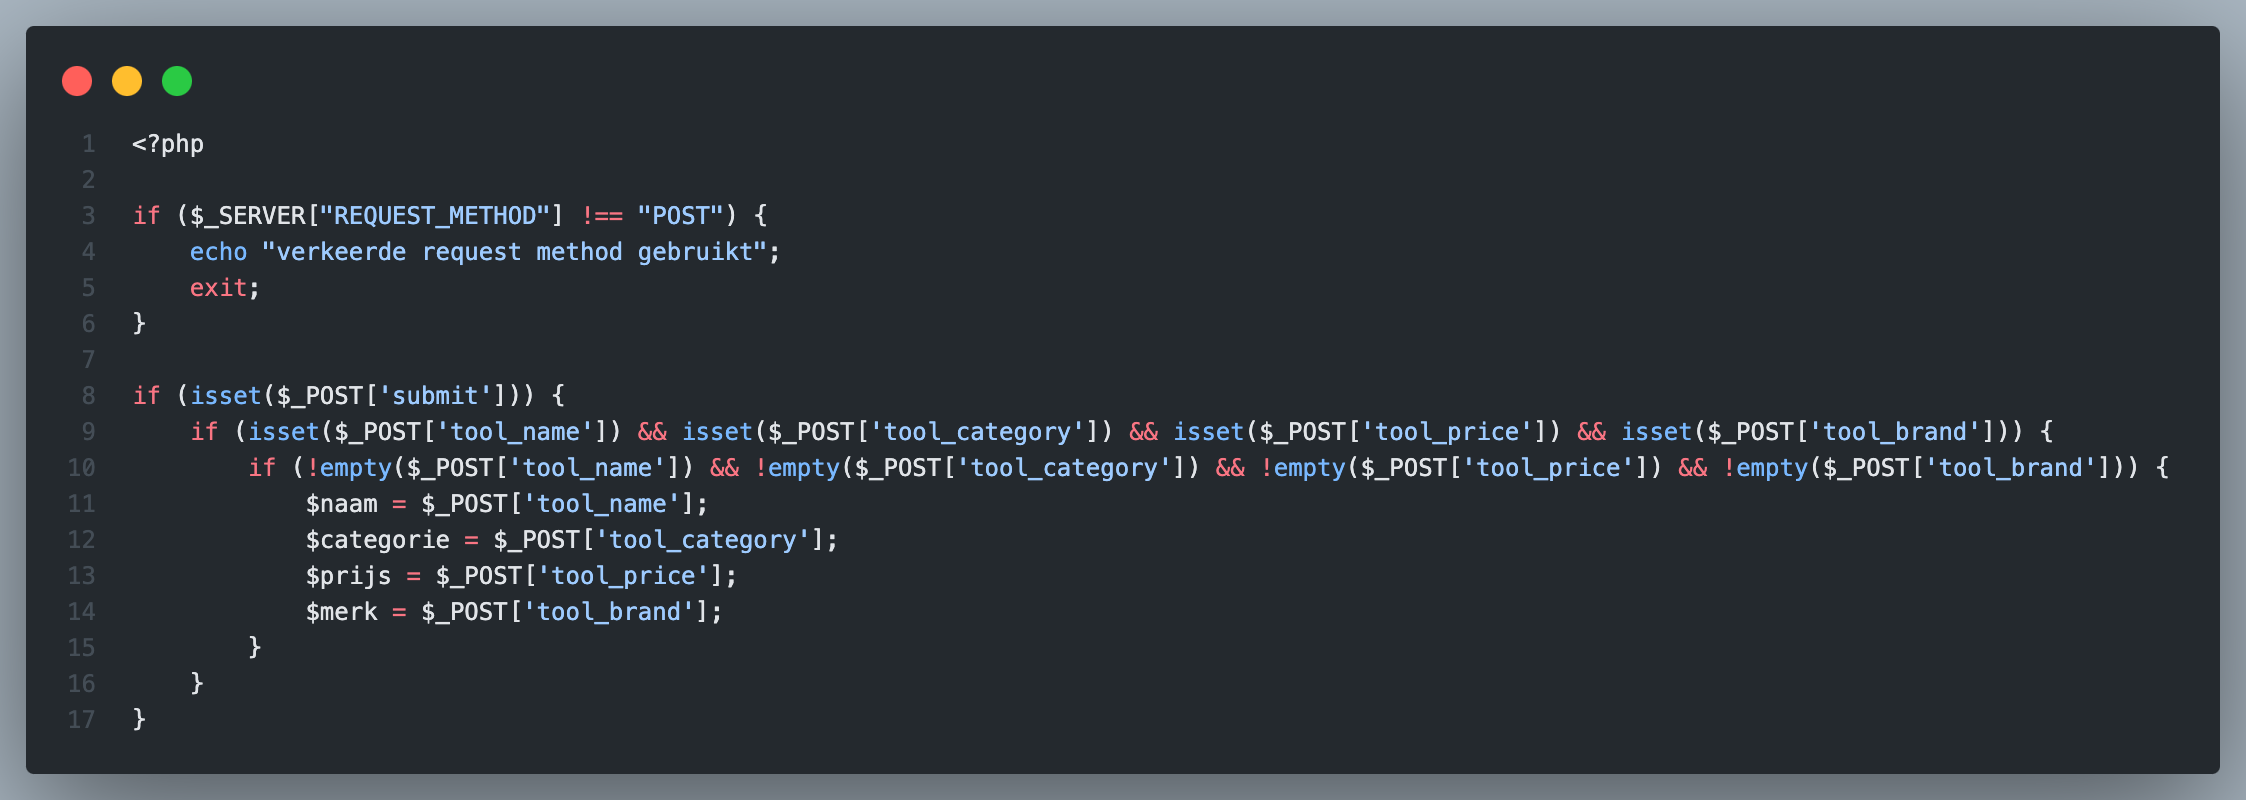 1 <?php
2
3 if ($_SERVER["REQUEST_METHOD"] !== "POST") {
4     echo "verkeerde request method gebruikt";
5     exit;
6 }
7
8 if (isset($_POST['submit'])) {
9     if (isset($_POST['tool_name']) && isset($_POST['tool_category']) && isset($_POST['tool_price']) && isset($_POST['tool_brand'])) {
10         if (!empty($_POST['tool_name']) && !empty($_POST['tool_category']) && !empty($_POST['tool_price']) && !empty($_POST['tool_brand'])) {
11             $naam = $_POST['tool_name'];
12             $categorie = $_POST['tool_category'];
13             $prijs = $_POST['tool_price'];
14             $merk = $_POST['tool_brand'];
15         }
16     }
17 }